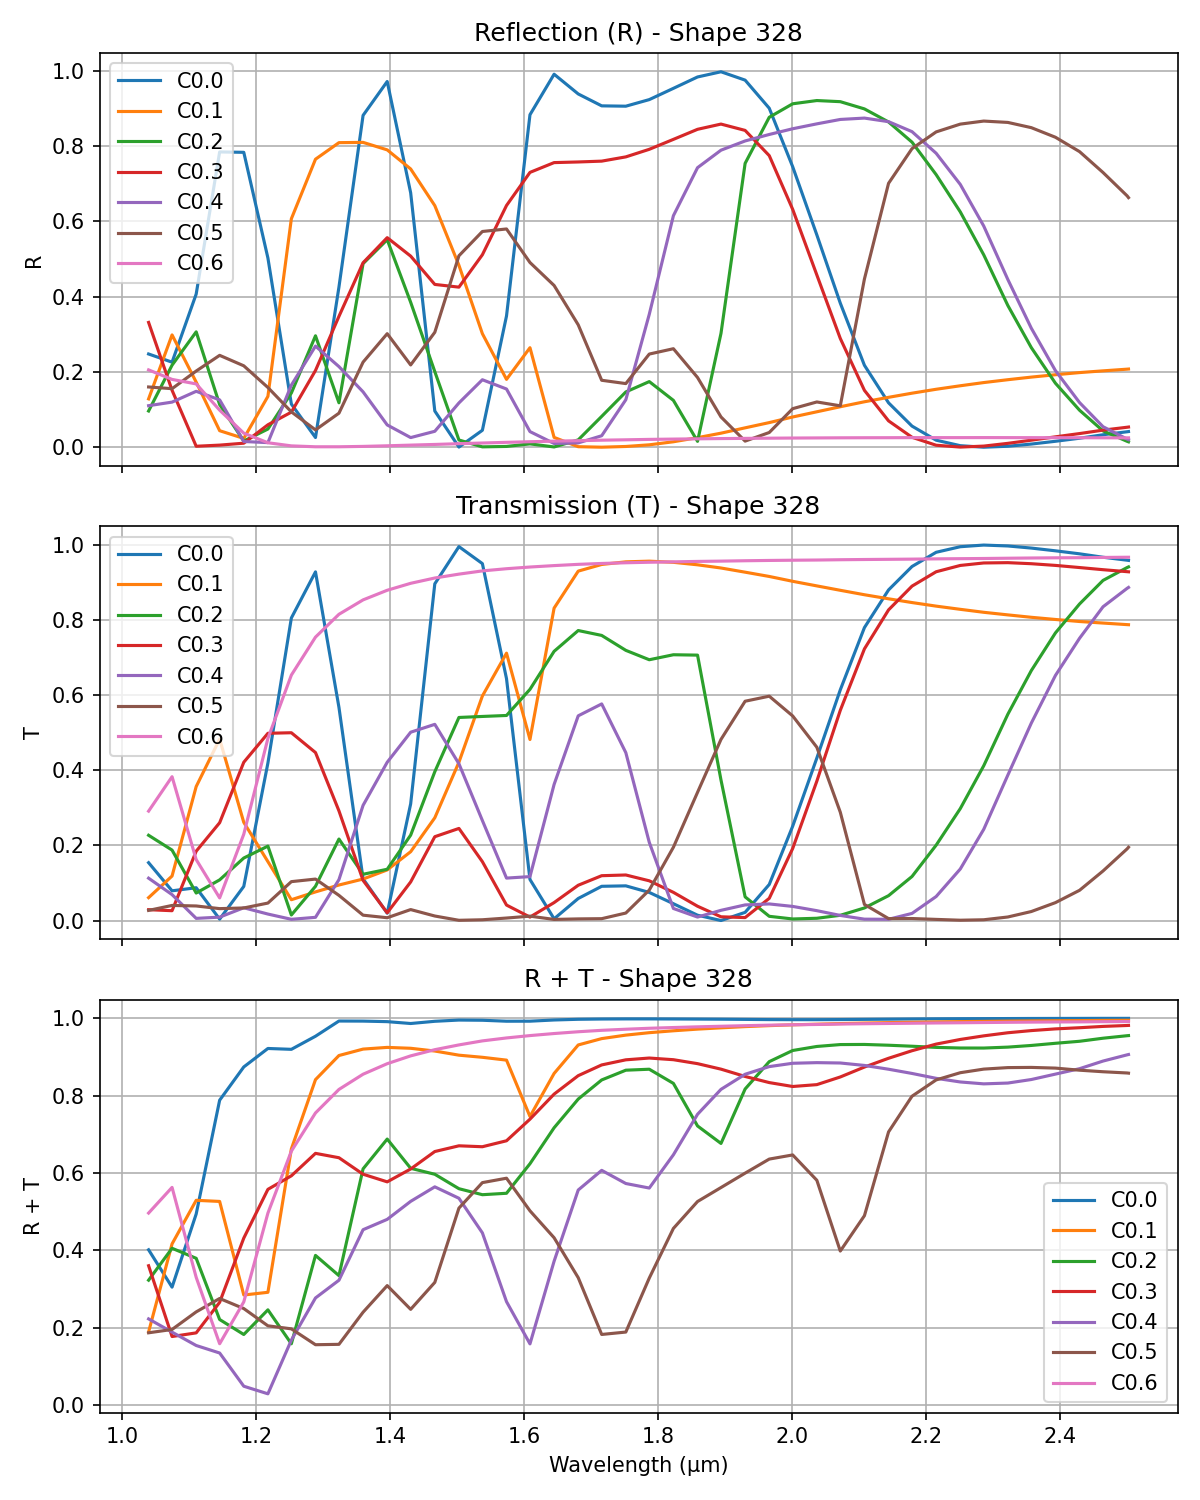 Reflection (R) - Shape 328
1.0
0.8
0.6
0.4
0.2
0.0
R
C0.0
C0.1
C0.2
C0.3
C0.4
C0.5
C0.6
Transmission (T) - Shape 328
1.0
0.8
0.6
0.4
0.2
0.0
T
C0.0
C0.1
C0.2
C0.3
C0.4
C0.5
C0.6
R + T - Shape 328
1.0
0.8
0.6
0.4
0.2
0.0
R + T
C0.0
C0.1
C0.2
C0.3
C0.4
C0.5
C0.6
1.0 1.2 1.4 1.6 1.8 2.0 2.2 2.4
Wavelength (μm)